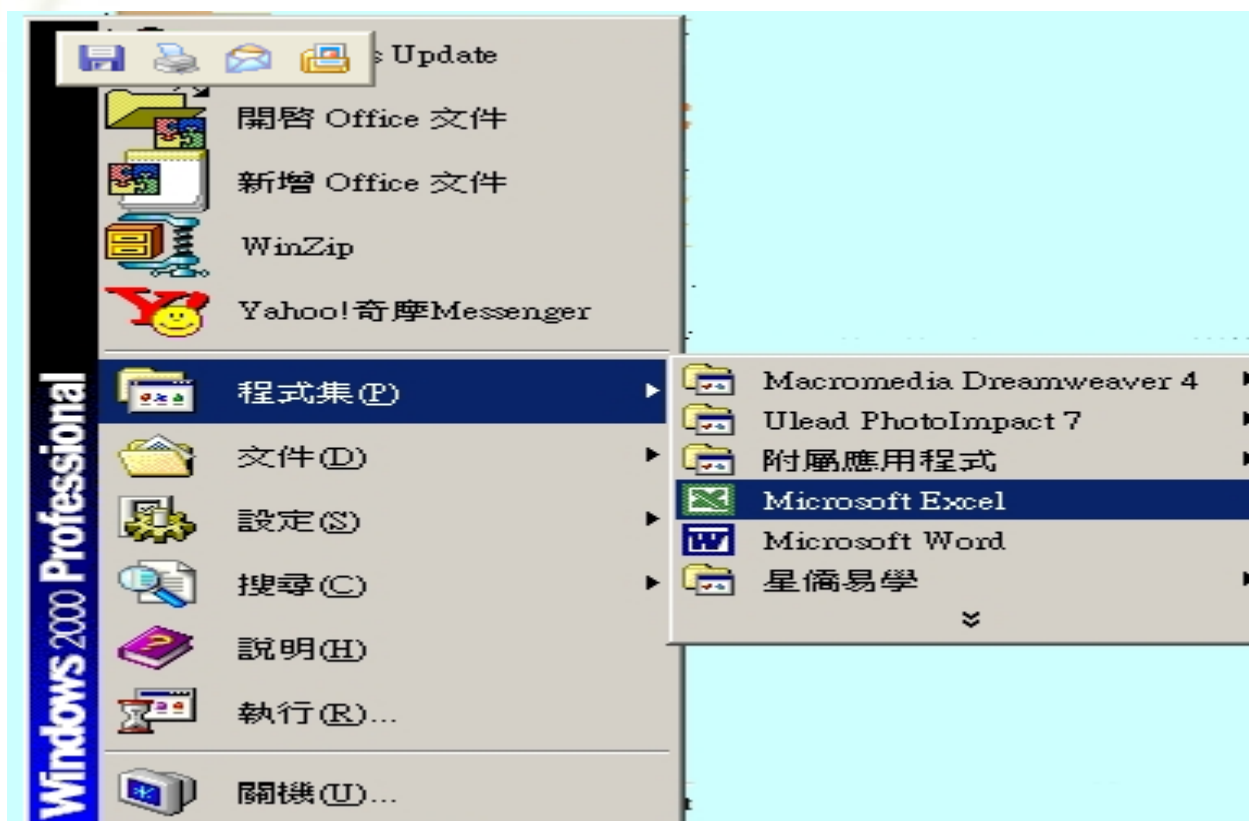 s Update
開啓 Office 文件
新增 Office 文件
WinZip
Yahoo!奇摩Messenger
程式集(P)
文件(D)
設定(S)
搜尋(C)
說明(H)
執行(R)...
關機(U)...
Macromedia Dreamweaver 4
Ulead PhotoImpact 7
附屬應用程式
Microsoft Excel
Microsoft Word
星僑易學
Windows 2000 Professional